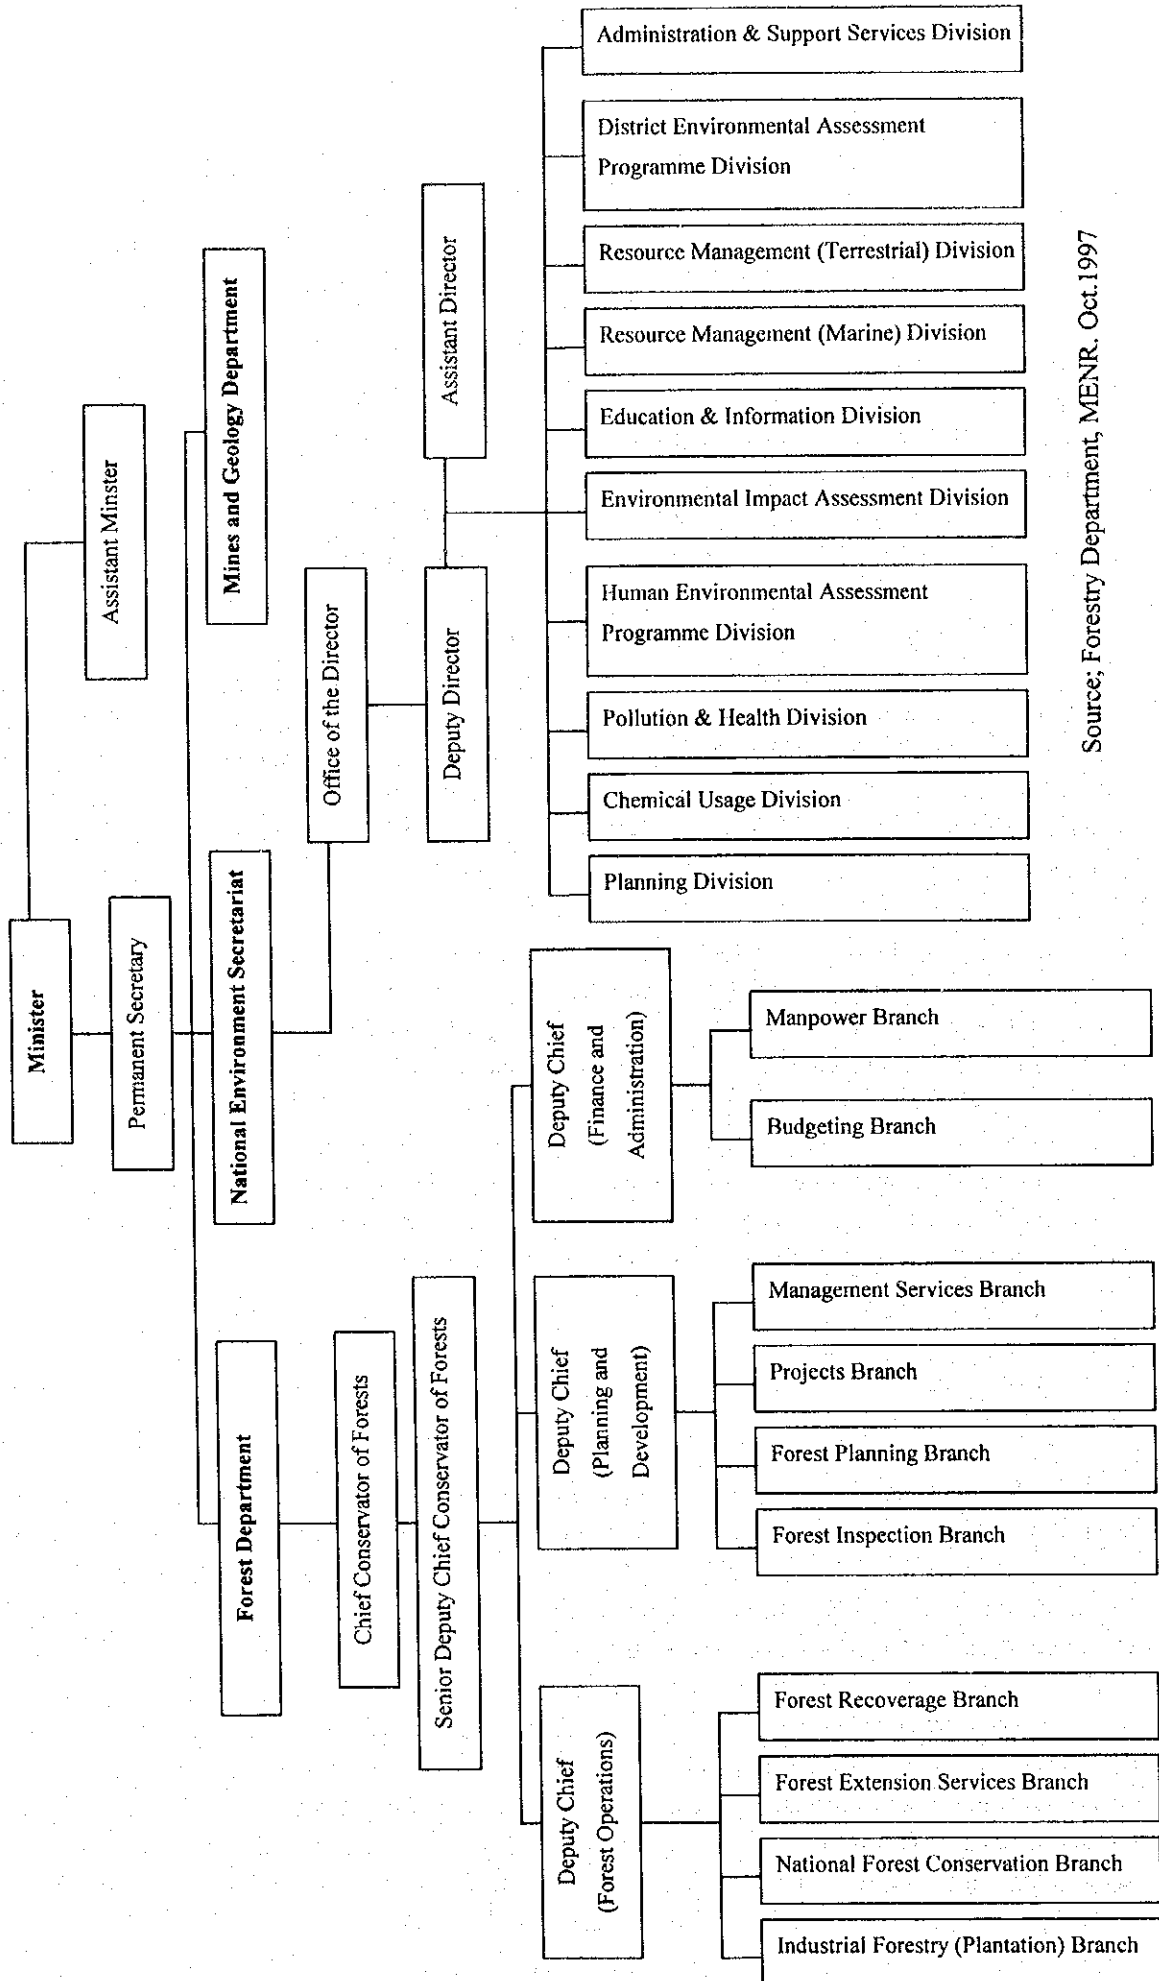 Minister
Assistant Minster
Permanent Secretary
Forest Department
National Environment Secretariat
Mines and Geology Department
Chief Conservator of Forests
Office of the Director
Senior Deputy Chief Conservator of Forests
Deputy Director
Assistant Director
Deputy Chief
(Forest Operations)
Deputy Chief
(Planning and
Development)
Deputy Chief
(Finance and
Administration)
Industrial Forestry (Plantation) Branch
National Forest Conservation Branch
Forest Extension Services Branch
Forest Recoverage Branch
Forest Inspection Branch
Forest Planning Branch
Projects Branch
Management Services Branch
Budgeting Branch
Manpower Branch
Planning Division
Chemical Usage Division
Pollution & Health Division
Human Environmental Assessment
Programme Division
Environmental Impact Assessment Division
Education & Information Division
Resource Management (Marine) Division
Resource Management (Terrestrial) Division
District Environmental Assessment
Programme Division
Administration & Support Services Division
Source; Forestry Department, MENR. Oct.1997